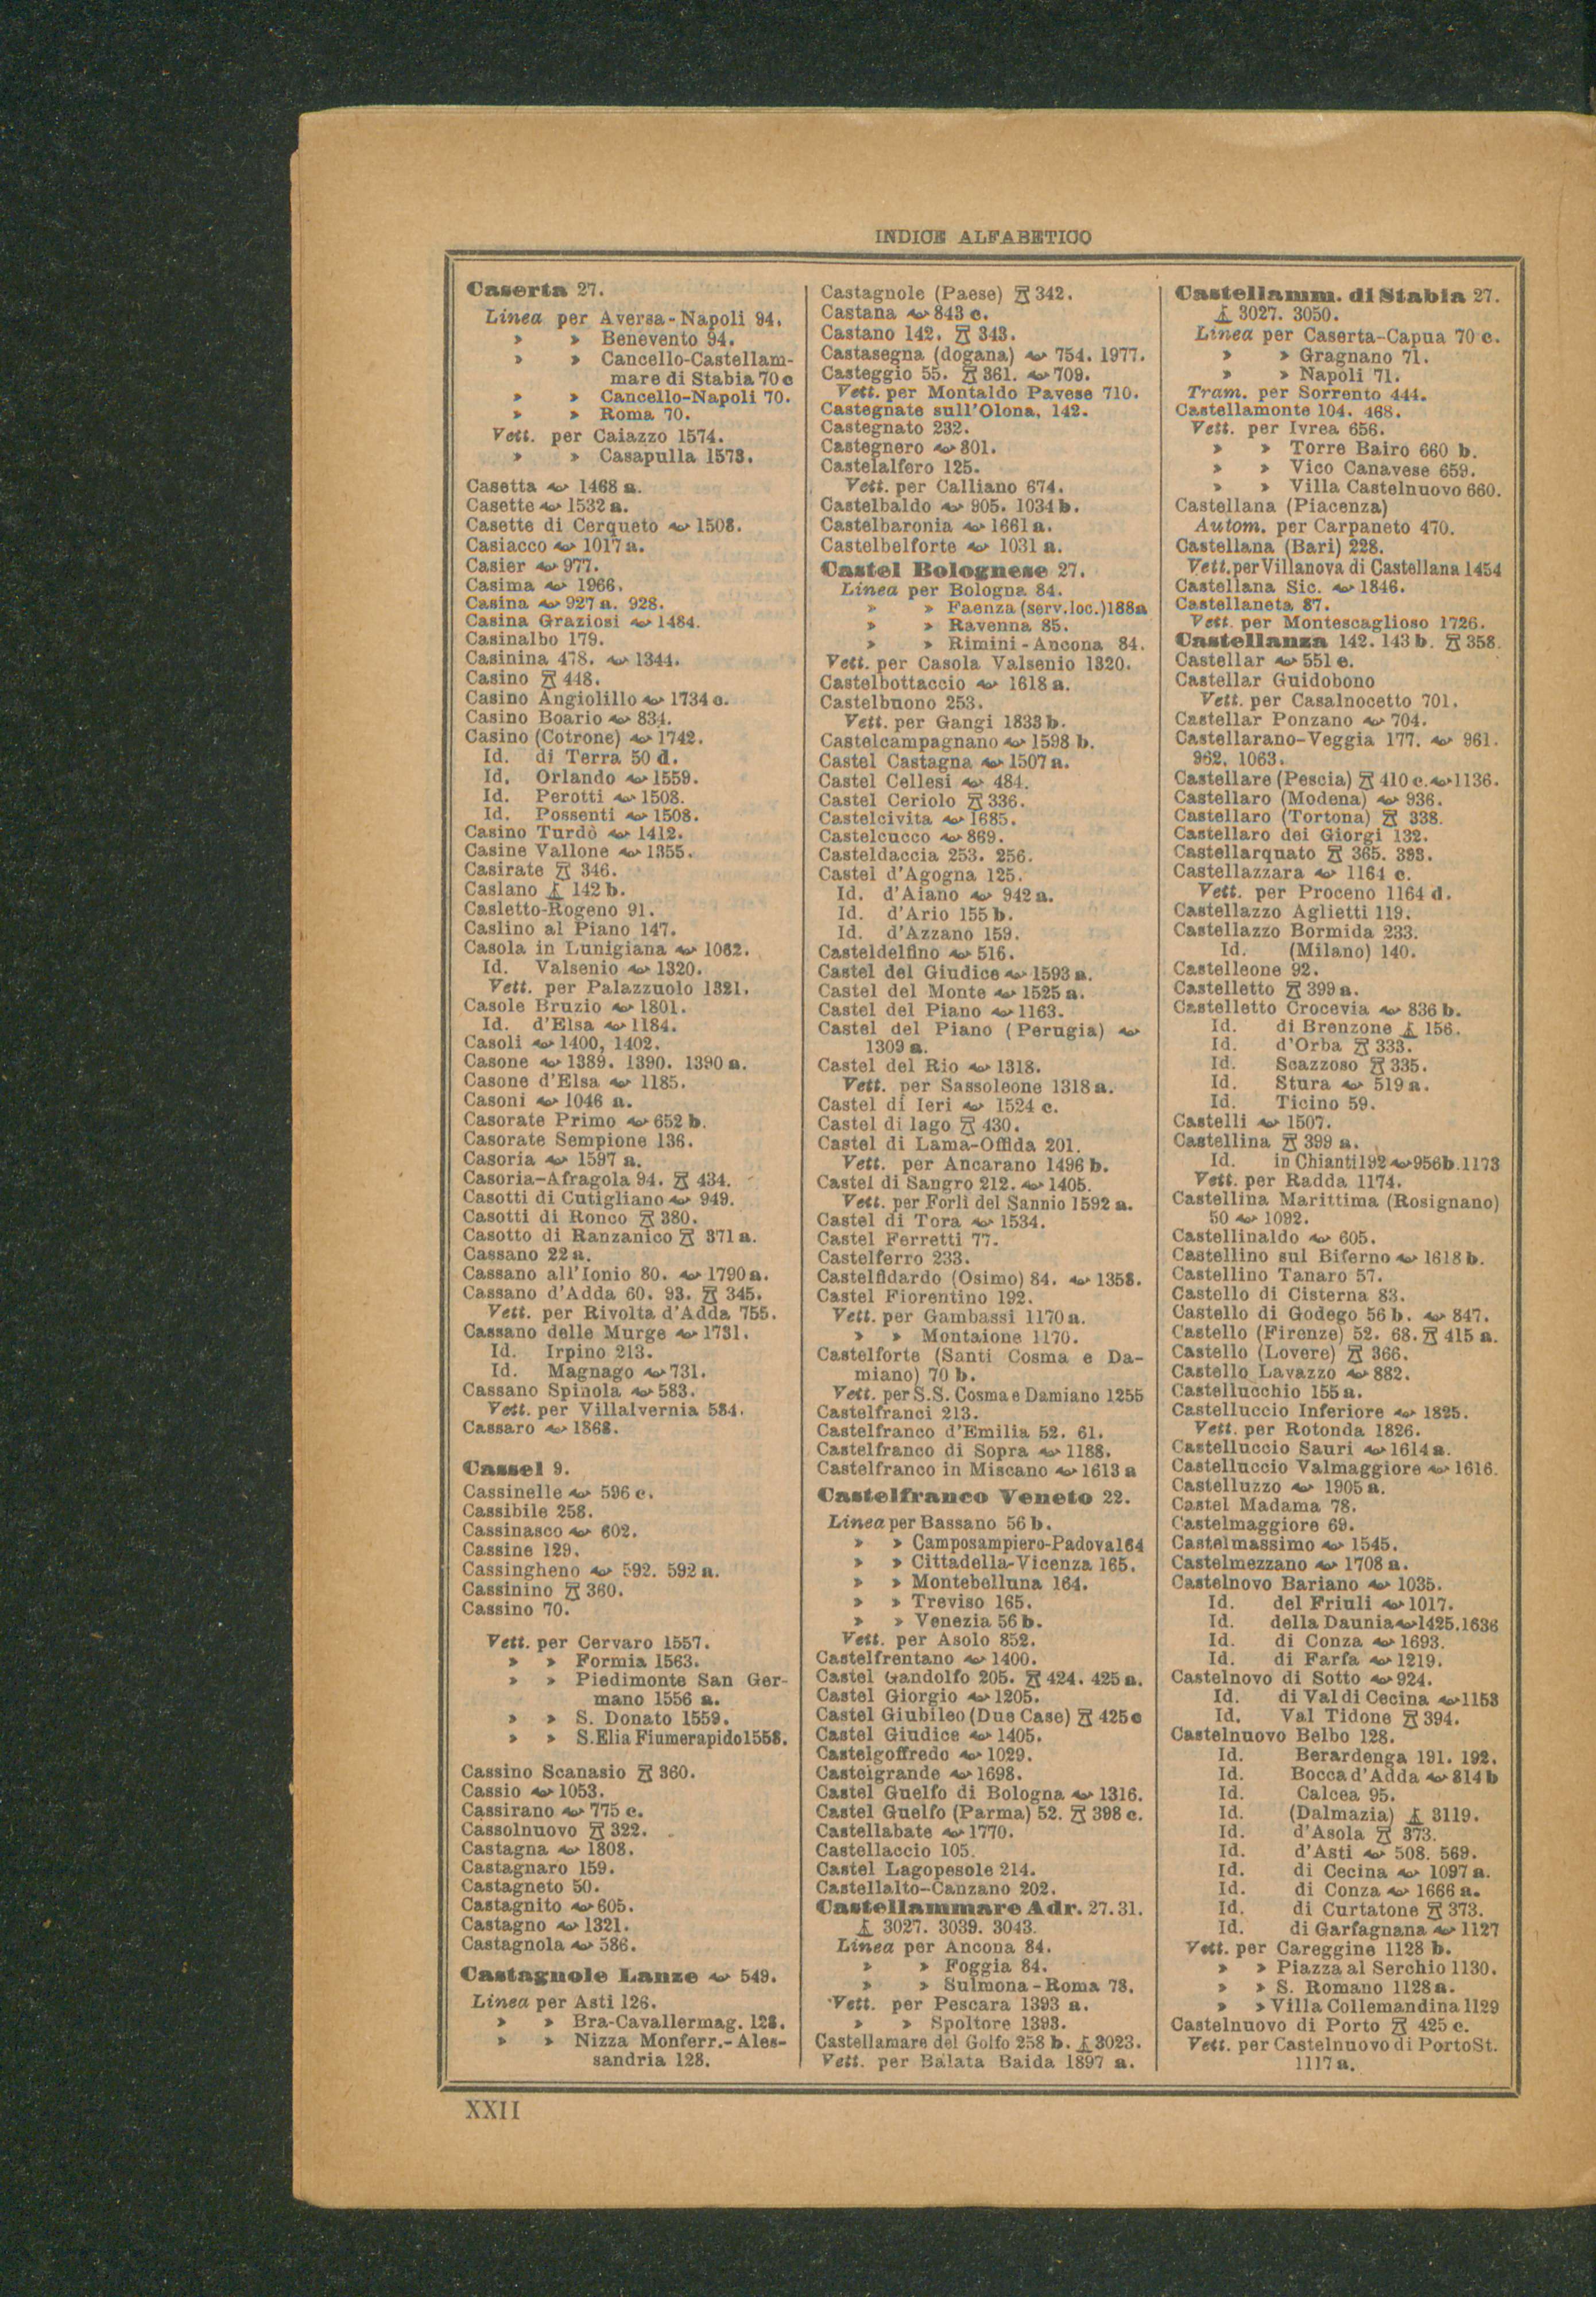 INDICE ALFABETICO
Caserta 27.
Linea per Aversa-Napoli 94.
» » Benevento 94.
» » Cancello-Castellam-
mare di Stabia 70 c
» » Cancello-Napoli 70.
» » Roma 70.
Vett. per Caiazzo 1574.
» » Casapulla 1573.
Casetta 1468 a.
Casette 1532 a.
Casette di Cerqueto 1508.
Casiacco 1017 a.
Casier 977.
Casima 1966.
Casina 927 a. 928.
Casina Graziosi 1484.
Casinalbo 179.
Casinina 478. 1344.
Casino 448.
Casino Angiolillo 1734 c.
Casino Boario 834.
Casino (Cotrone) 1742.
Id. di Terra 50 d.
Id. Orlando 1559.
Id. Perotti 1508.
Id. Possenti 1508.
Casino Turdò 1412.
Casine Vallone 1355.
Casirate 346.
Caslano 142 b.
Casletto-Rogeno 91.
Caslino al Piano 147.
Casola in Lunigiana 1062.
Id. Valsenio 1320.
Vett. per Palazzuolo 1321.
Casole Bruzio 1801.
Id. d'Elsa 1184.
Casoli 1400, 1402.
Casone 1389. 1390. 1390 a.
Casone d'Elsa 1185.
Casoni 1046 a.
Casorate Primo 652 b.
Casorate Sempione 136.
Casoria 1597 a.
Casoria-Afragola 94. 434.
Casotti di Cutigliano 949.
Casotti di Ronco 380.
Casotto di Ranzanico 371 a.
Cassano 22 a.
Cassano all'Ionio 80. 1790 a.
Cassano d'Adda 60. 93. 345.
Vett. per Rivolta d'Adda 755.
Cassano delle Murge 1731.
Id. Irpino 213.
Id. Magnago 731.
Cassano Spinola 583.
Vett. per Villalvernia 584.
Cassaro 1868.
Cassel 9.
Cassinelle 596 c.
Cassibile 258.
Cassinasco 602.
Cassine 129.
Cassingheno 592. 592 a.
Cassinino 360.
Cassino 70.
Vett. per Cervaro 1557.
» » Formia 1563.
» » Piedimonte San Ger-
mano 1556 a.
» » S. Donato 1559.
» » S. Elia Fiumerapido 1558.
Cassino Scanasio 360.
Cassio 1053.
Cassirano 775 c.
Cassolnuovo 322.
Castagna 1808.
Castagnaro 159.
Castagneto 50.
Castagnito 605.
Castagno 1321.
Castagnola 586.
Castagnole Lanze 549.
Linea per Asti 126.
» » Bra-Cavallermag. 128.
» » Nizza Monferr.-Ales-
sandria 128.
Castagnole (Paese) 342.
Castana 843 c.
Castano 142. 343.
Castasegna (dogana) 754. 1977.
Casteggio 55. 361. 709.
Vett. per Montaldo Pavese 710.
Castegnate sull'Olona, 142.
Castegnato 232.
Castegnero 801.
Castelalfero 125.
Vett. per Calliano 674.
Castelbaldo 905. 1034 b.
Castelbaronia 1661 a.
Castelbelforte 1031 a.
Castel Bolognese 27.
Linea per Bologna 84.
» » Faenza (serv. loc.) 188a
» » Ravenna 85.
» » Rimini-Ancona 84.
Vett. per Casola Valsenio 1320.
Castelbottaccio 1618 a.
Castelbuono 253.
Vett. per Gangi 1833 b.
Castelcampagnano 1598 b.
Castel Castagna 1507 a.
Castel Cellesi 484.
Castel Ceriolo 336.
Castelcivita 1685.
Castelcucco 869.
Casteldaccia 253. 256.
Castel d'Agogna 125.
Id. d'Aiano 942 a.
Id. d'Ario 155 b.
Id. d'Azzano 159.
Casteldelfino 516.
Castel del Giudice 1593 a.
Castel del Monte 1525 a.
Castel del Piano 1163.
Castel del Piano (Perugia)
1309 a.
Castel del Rio 1318.
Vett. per Sassoleone 1318 a.
Castel di Ieri 1524 c.
Castel di lago 430.
Castel di Lama-Offida 201.
Vett. per Ancarano 1496 b.
Castel di Sangro 212. 1405.
Vett. per Forlì del Sannio 1592 a.
Castel di Tora 1534.
Castel Ferretti 77.
Castelferro 233.
Castelfidardo (Osimo) 84. 1358.
Castel Fiorentino 192.
Vett. per Gambassi 1170 a.
» » Montaione 1170.
Castelforte (Santi Cosma e Da-
miano) 70 b.
Vett. per S.S. Cosma e Damiano 1255
Castelfranci 213.
Castelfranco d'Emilia 52. 61.
Castelfranco di Sopra 1188.
Castelfranco in Miscano 1613 a
Castelfranco Veneto 22.
Linea per Bassano 56 b.
» » Camposampiero-Padova 164
» » Cittadella-Vicenza 165.
» » Montebelluna 164.
» » Treviso 165.
» » Venezia 56 b.
Vett. per Asolo 852.
Castelfrentano 1400.
Castel Gandolfo 205. 424. 425 a.
Castel Giorgio 1205.
Castel Giubileo (Due Case) 425 c
Castel Giudice 1405.
Castelgoffredo 1029.
Castelgrande 1698.
Castel Guelfo di Bologna 1316.
Castel Guelfo (Parma) 52. 398 c.
Castellabate 1770.
Castellaccio 105.
Castel Lagopesole 214.
Castellalto-Canzano 202.
Castellammare Adr. 27. 31.
3027. 3039. 3043.
Linea per Ancona 84.
» » Foggia 84.
» » Sulmona-Roma 78.
Vett. per Pescara 1393 a.
» » Spoltore 1393.
Castellamare del Golfo 258 b. 3023.
Vett. per Balata Baida 1897 a.
Castellamm. di Stabia 27.
3027. 3050.
Linea per Caserta-Capua 70 c.
» » Gragnano 71.
» » Napoli 71.
Tram. per Sorrento 444.
Castellamonte 104. 468.
Vett. per Ivrea 656.
» » Torre Bairo 660 b.
» » Vico Canavese 659.
» » Villa Castelnuovo 660.
Castellana (Piacenza)
Autom. per Carpaneto 470.
Castellana (Bari) 228.
Vett. per Villanova di Castellana 1454
Castellana Sic. 1846.
Castellaneta 87.
Vett. per Montescaglioso 1726.
Castellanza 142. 143 b. 358.
Castellar 551 e.
Castellar Guidobono
Vett. per Casalnocetto 701.
Castellar Ponzano 704.
Castellarano-Veggia 177. 961.
962. 1063.
Castellare (Pescia) 410 c. 1136.
Castellaro (Modena) 936.
Castellaro (Tortona) 338.
Castellaro dei Giorgi 132.
Castellarquato 365. 393.
Castellazzara 1164 c.
Vett. per Proceno 1164 d.
Castellazzo Aglietti 119.
Castellazzo Bormida 233.
Id. (Milano) 140.
Castelleone 92.
Castelletto 399 a.
Castelletto Crocevia 836 b.
Id. di Brenzone 156.
Id. d'Orba 333.
Id. Scazzoso 335.
Id. Stura 519 a.
Id. Ticino 59.
Castelli 1507.
Castellina 399 a.
Id. in Chianti 192 956b. 1173
Vett. per Radda 1174.
Castellina Marittima (Rosignano)
50 1092.
Castellinaldo 605.
Castellino sul Biferno 1618 b.
Castellino Tanaro 57.
Castello di Cisterna 83.
Castello di Godego 56 b. 847.
Castello (Firenze) 52. 68. 415 a.
Castello (Lovere) 366.
Castello Lavazzo 882.
Castellucchio 155 a.
Castelluccio Inferiore 1825.
Vett. per Rotonda 1826.
Castelluccio Sauri 1614 a.
Castelluccio Valmaggiore 1616.
Castelluzzo 1905 a.
Castel Madama 78.
Castelmaggiore 69.
Castelmassimo 1545.
Castelmezzano 1708 a.
Castelnovo Bariano 1035.
Id. del Friuli 1017.
Id. della Daunia 1425. 1636
Id. di Conza 1693.
Id. di Farfa 1219.
Castelnovo di Sotto 924.
Id. di Val di Cecina 1153
Id. Val Tidone 394.
Castelnuovo Belbo 128.
Id. Berardenga 191. 192.
Id. Bocca d'Adda 814 b
Id. Calcea 95.
Id. (Dalmazia) 3119.
Id. d'Asola 373.
Id. d'Asti 508. 569.
Id. di Cecina 1097 a.
Id. di Conza 1666 a.
Id. di Curtatone 373.
Id. di Garfagnana 1127
Vett. per Careggine 1128 b.
» » Piazza al Serchio 1130.
» » S. Romano 1128 a.
» » Villa Collemandina 1129
Castelnuovo di Porto 425 c.
Vett. per Castelnuovo di Porto St.
1117 a.
XXII